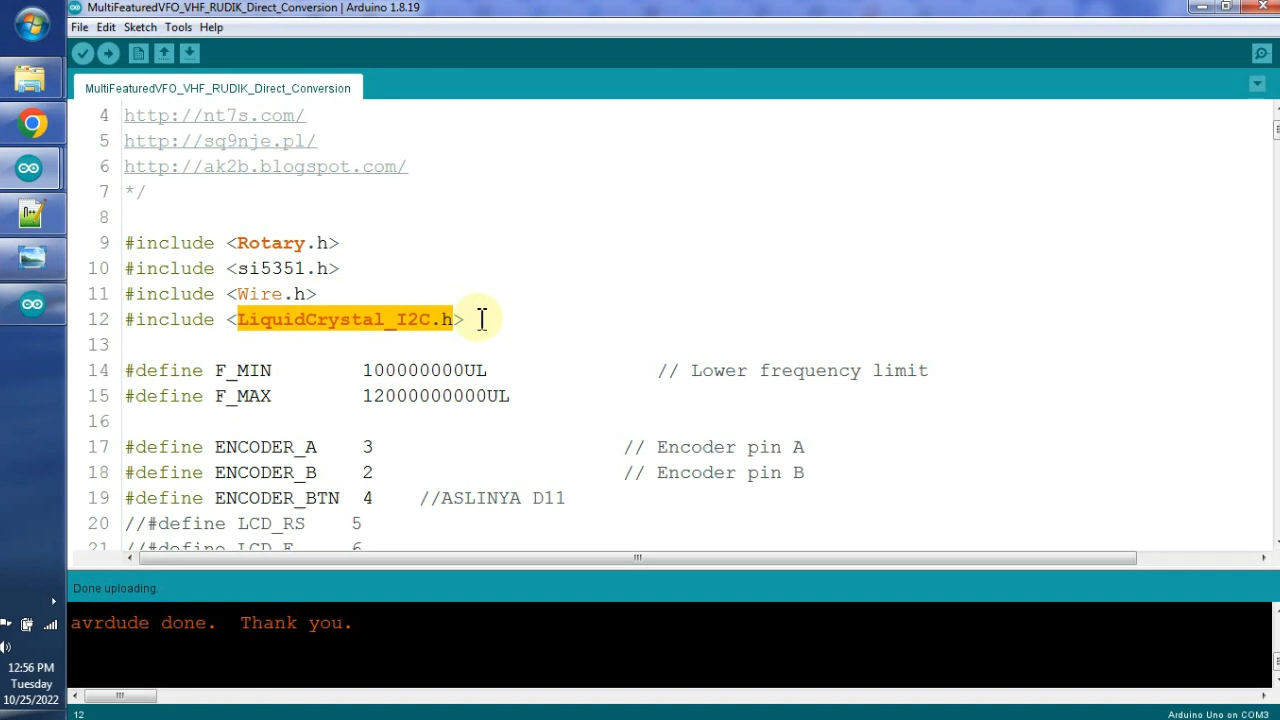 MultiFeaturedVFO_VHF_RUDIK_Direct_Conversion | Arduino 1.8.19
File Edit Sketch Tools Help
MultiFeaturedVFO_VHF_RUDIK_Direct_Conversion
4 http://nt7s.com/
5 http://sq9nje.pl/
6 http://ak2b.blogspot.com/
7 */
8
9 #include <Rotary.h>
10 #include <si5351.h>
11 #include <Wire.h>
12 #include <LiquidCrystal_I2C.h>
13
14 #define F_MIN 100000000UL // Lower frequency limit
15 #define F_MAX 12000000000UL
16
17 #define ENCODER_A 3 // Encoder pin A
18 #define ENCODER_B 2 // Encoder pin B
19 #define ENCODER_BTN 4 //ASLINYA D11
20 //#define LCD_RS 5
21 //#define LCD_E 6
Done uploading.
avrdude done. Thank you.
12:56 PM
Tuesday
10/25/2022
12
Arduino Uno on COM3